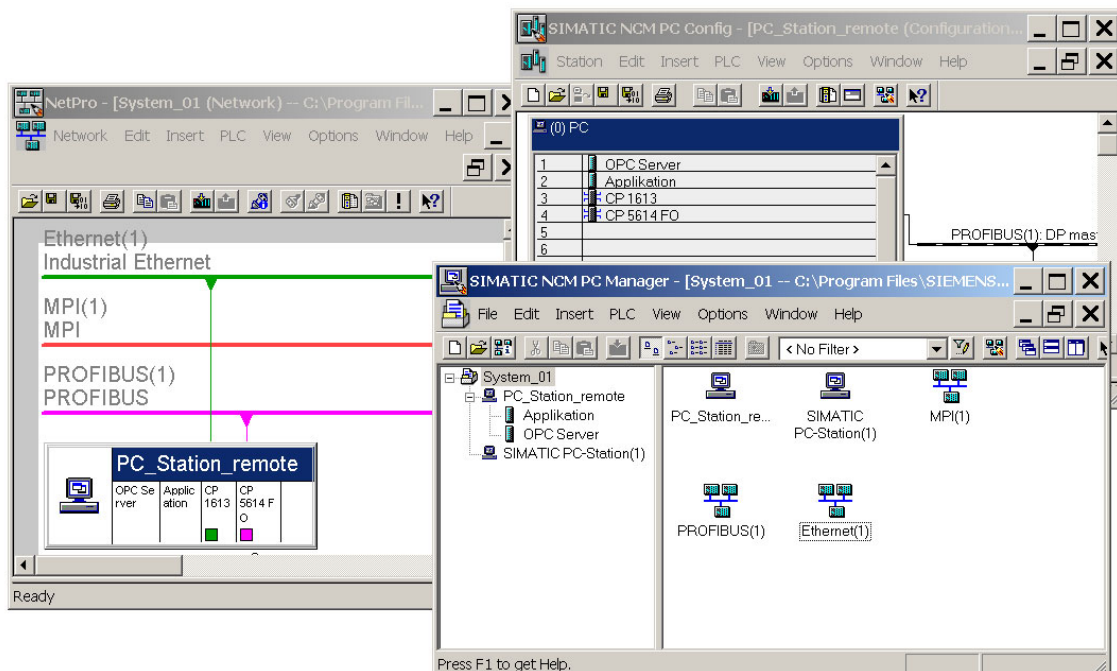 NetPro - [System_01 (Network) -- C:\Program Fil...
Network Edit Insert PLC View Options Window Help
Ethernet(1)
Industrial Ethernet
MPI(1)
MPI
PROFIBUS(1)
PROFIBUS
PC_Station_remote
OPC Se
rver
Applic
ation
CP
1613
CP
5614 F
O
Ready
SIMATIC NCM PC Config - [PC_Station_remote (Configuration...
Station Edit Insert PLC View Options Window Help
(0) PC
1 OPC Server
2 Applikation
3 CP 1613
4 CP 5614 FO
5
6
PROFIBUS(1): DP mas
SIMATIC NCM PC Manager - [System_01 -- C:\Program Files\SIEMENS...
File Edit Insert PLC View Options Window Help
< No Filter >
System_01
PC_Station_remote
Applikation
OPC Server
SIMATIC PC-Station(1)
PC_Station_re...
SIMATIC
PC-Station(1)
MPI(1)
PROFIBUS(1)
Ethernet(1)
Press F1 to get Help.